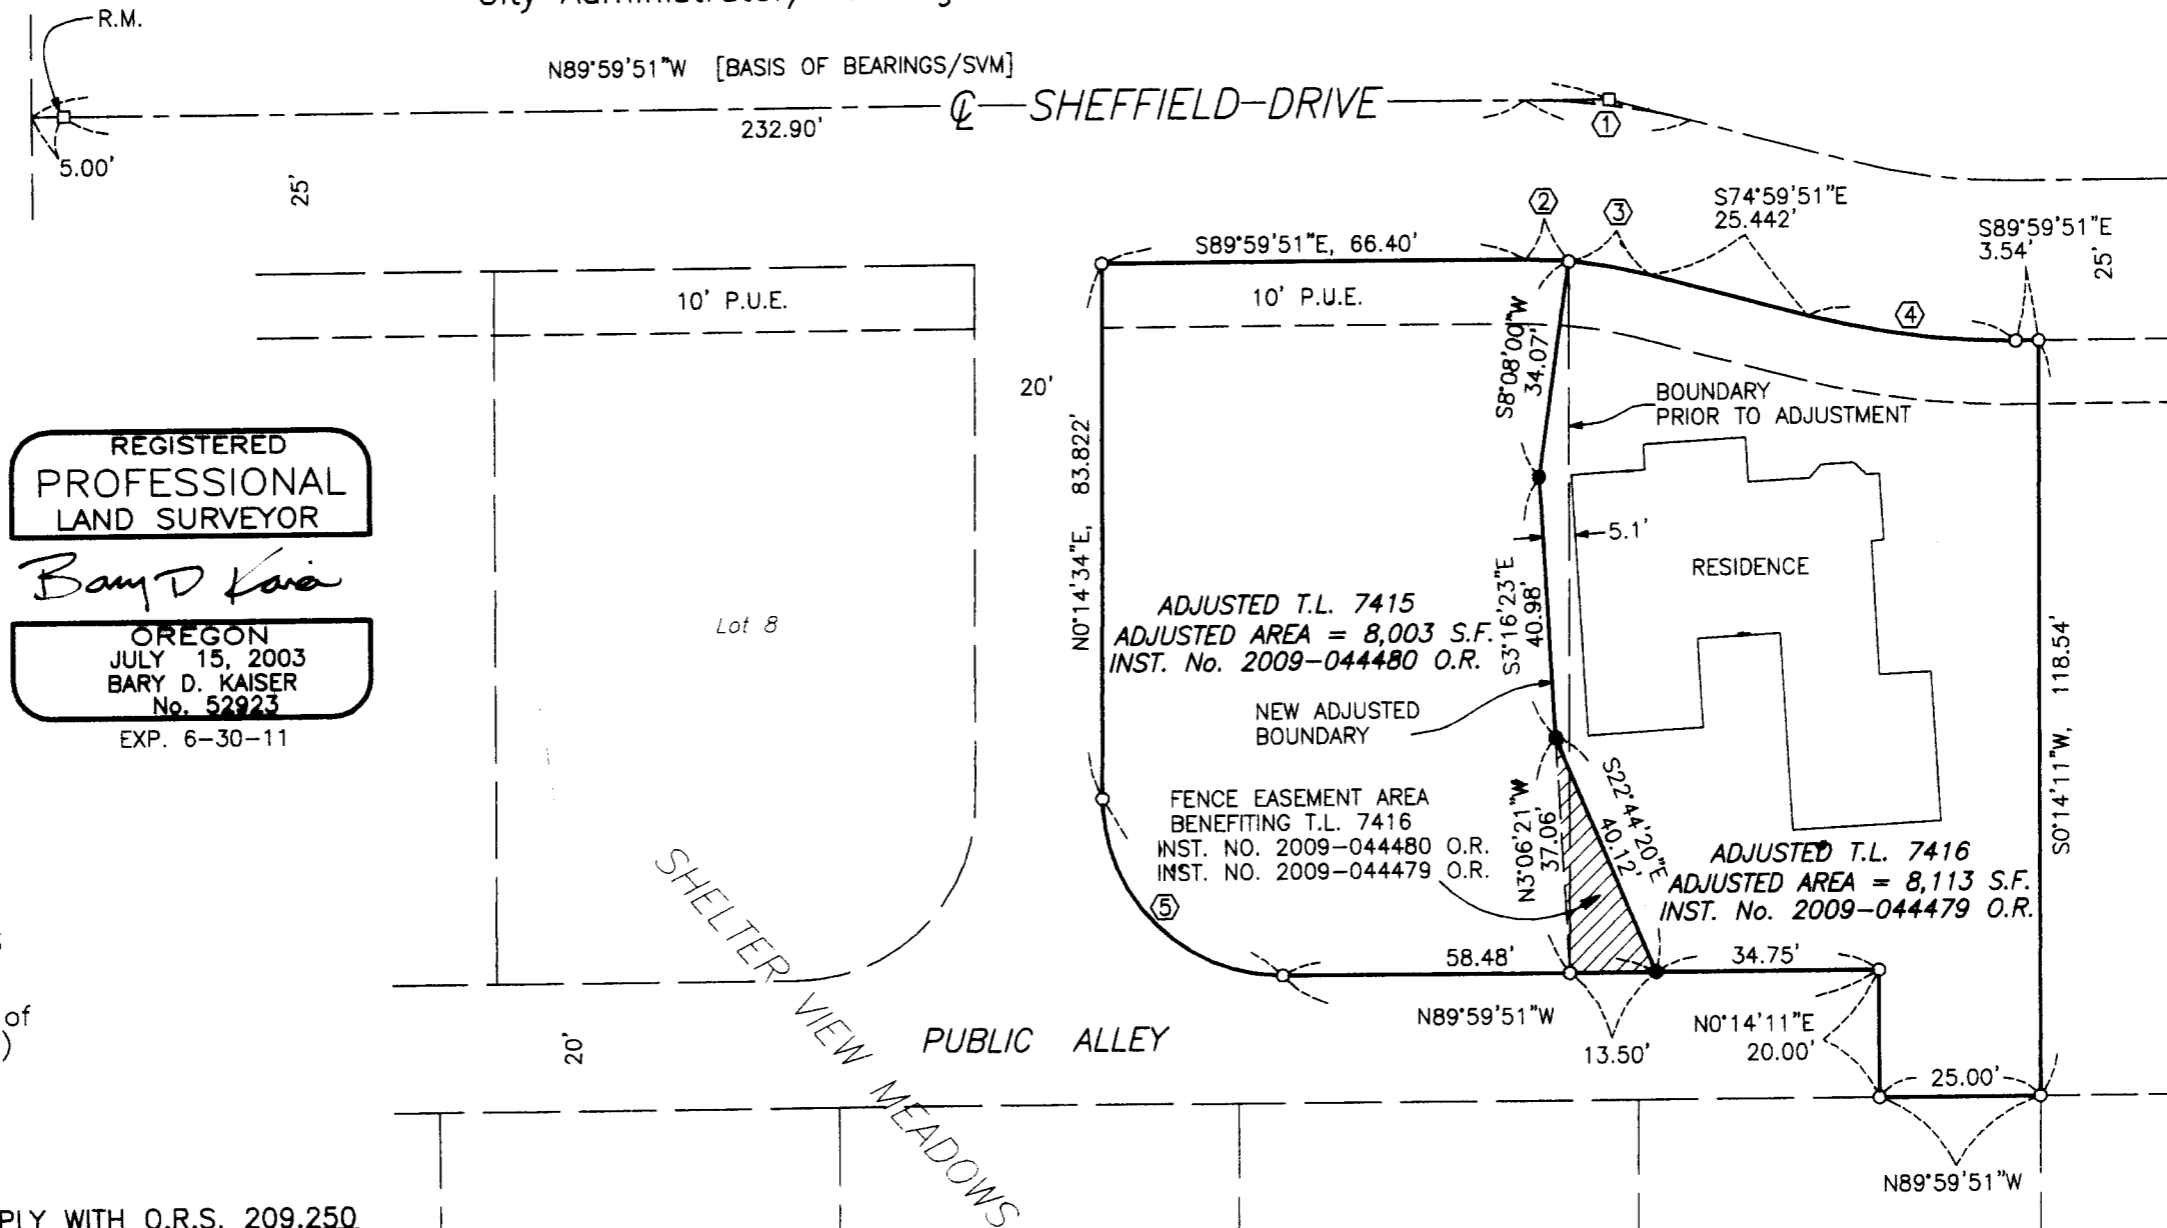 R.M.
N89°59'51"W [BASIS OF BEARINGS/SVM]
℄ SHEFFIELD DRIVE
232.90'
1
5.00'
25'
2
3
S74°59'51"E
25.442'
S89°59'51"E
3.54'
25'
S89°59'51"E, 66.40'
10' P.U.E.
10' P.U.E.
4
S8°08'00"W
34.07'
20'
BOUNDARY
PRIOR TO ADJUSTMENT
REGISTERED
PROFESSIONAL
LAND SURVEYOR
Bary D Kaiser
OREGON
JULY 15, 2003
BARY D. KAISER
No. 52923
EXP. 6-30-11
N0°14'34"E, 83.822'
5.1'
RESIDENCE
Lot 8
ADJUSTED T.L. 7415
ADJUSTED AREA = 8,003 S.F.
INST. No. 2009-044480 O.R.
S3°16'23"E
40.98'
S0°14'11"W, 118.54'
NEW ADJUSTED
BOUNDARY
FENCE EASEMENT AREA
BENEFITING T.L. 7416
INST. NO. 2009-044480 O.R.
INST. NO. 2009-044479 O.R.
N3°06'21"W
37.06'
S22°44'20"E
40.12'
ADJUSTED T.L. 7416
ADJUSTED AREA = 8,113 S.F.
INST. No. 2009-044479 O.R.
5
58.48'
34.75'
N89°59'51"W
13.50'
N0°14'11"E
20.00'
25.00'
N89°59'51"W
SHELTER VIEW MEADOWS
PUBLIC ALLEY
20'
of
)
PLY WITH O.R.S. 209.250